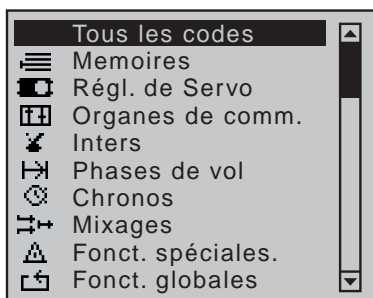 Tous les codes
Memoires
Régl. de Servo
Organes de comm.
Inters
Phases de vol
Chronos
Mixages
Fonct. spéciales.
Fonct. globales